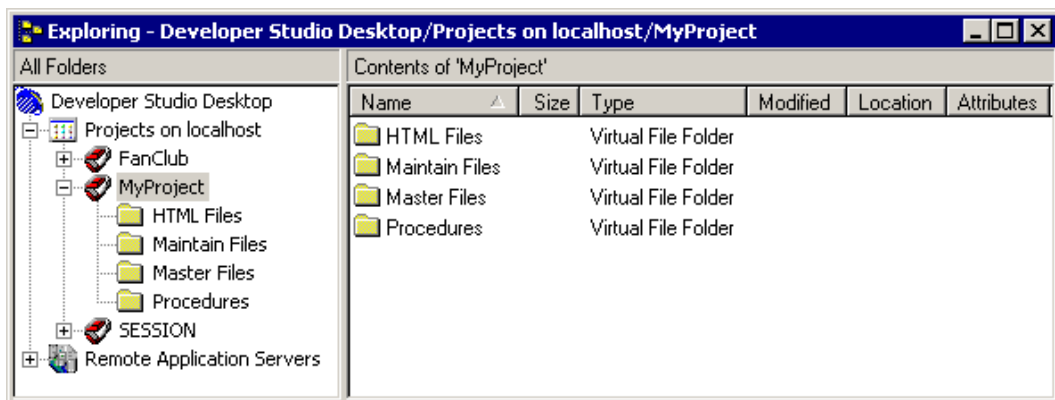 Exploring - Developer Studio Desktop/Projects on localhost/MyProject
All Folders
Contents of 'MyProject'
Developer Studio Desktop
Projects on localhost
FanClub
MyProject
HTML Files
Maintain Files
Master Files
Procedures
SESSION
Remote Application Servers
Name Size Type Modified Location Attributes
HTML Files Virtual File Folder
Maintain Files Virtual File Folder
Master Files Virtual File Folder
Procedures Virtual File Folder